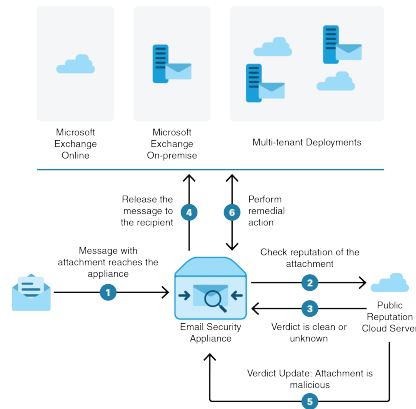 Microsoft
Exchange
Online
Microsoft
Exchange
On-premise
Multi-tenant Deployments
Release the
message to
the recipient
4
6
Perform
remedial
action
Message with
attachment reaches the
appliance
1
Check reputation of the
attachment
2
3
Verdict is clean or
unknown
Email Security
Appliance
Public
Reputation
Cloud Server
Verdict Update: Attachment is
malicious
5